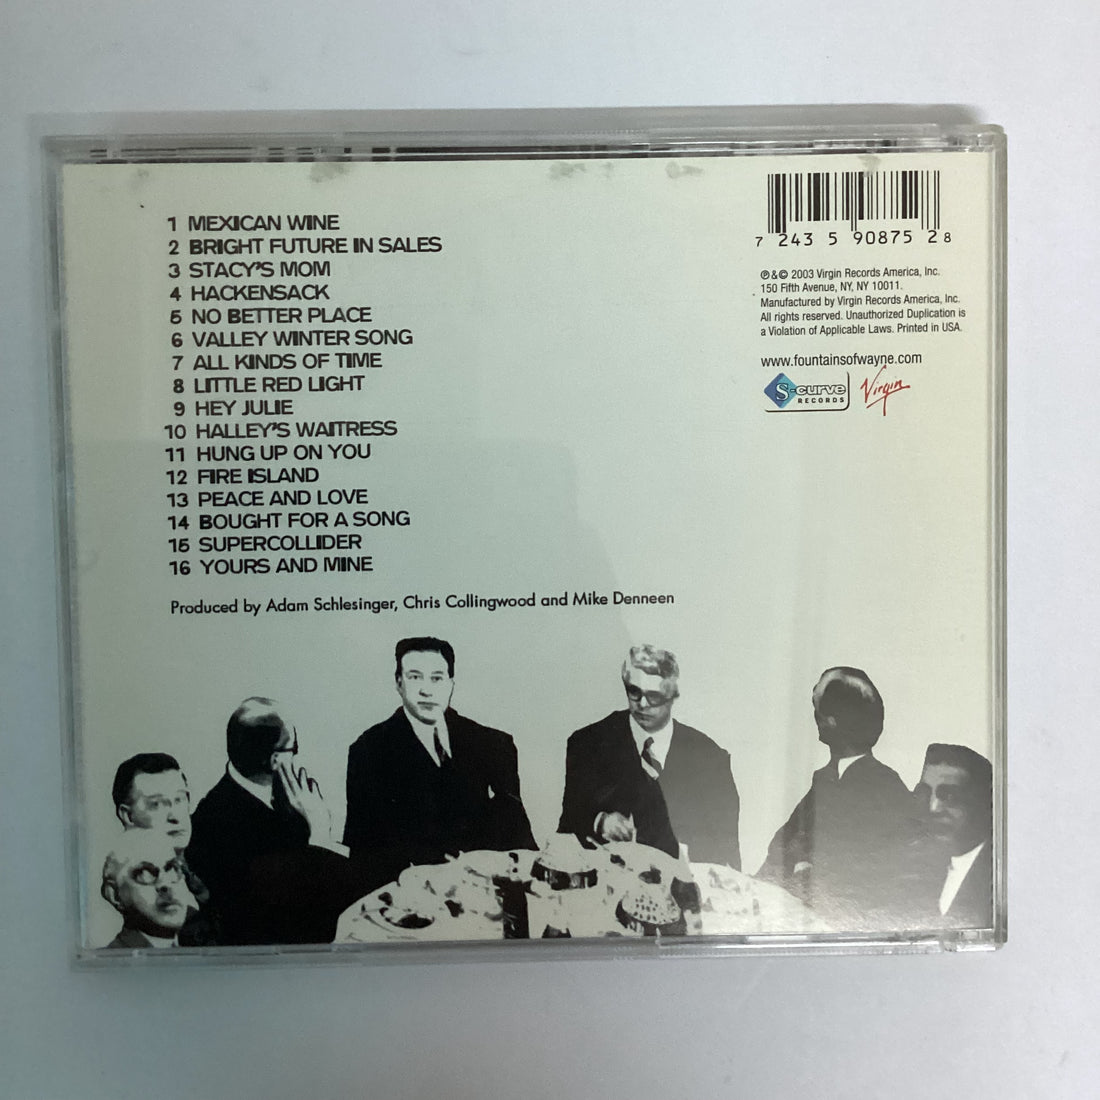 1 MEXICAN WINE
2 BRIGHT FUTURE IN SALES
3 STACY'S MOM
4 HACKENSACK
5 NO BETTER PLACE
6 VALLEY WINTER SONG
7 ALL KINDS OF TIME
8 LITTLE RED LIGHT
9 HEY JULIE
10 HALLEY'S WAITRESS
11 HUNG UP ON YOU
12 FIRE ISLAND
13 PEACE AND LOVE
14 BOUGHT FOR A SONG
15 SUPERCOLLIDER
16 YOURS AND MINE
Produced by Adam Schlesinger, Chris Collingwood and Mike Denneen
7 243 5 90875 2 8
℗&© 2003 Virgin Records America, Inc.
150 Fifth Avenue, NY, NY 10011.
Manufactured by Virgin Records America, Inc.
All rights reserved. Unauthorized Duplication is
a Violation of Applicable Laws. Printed in USA.
www.fountainsofwayne.com
S-curve
RECORDS
Virgin